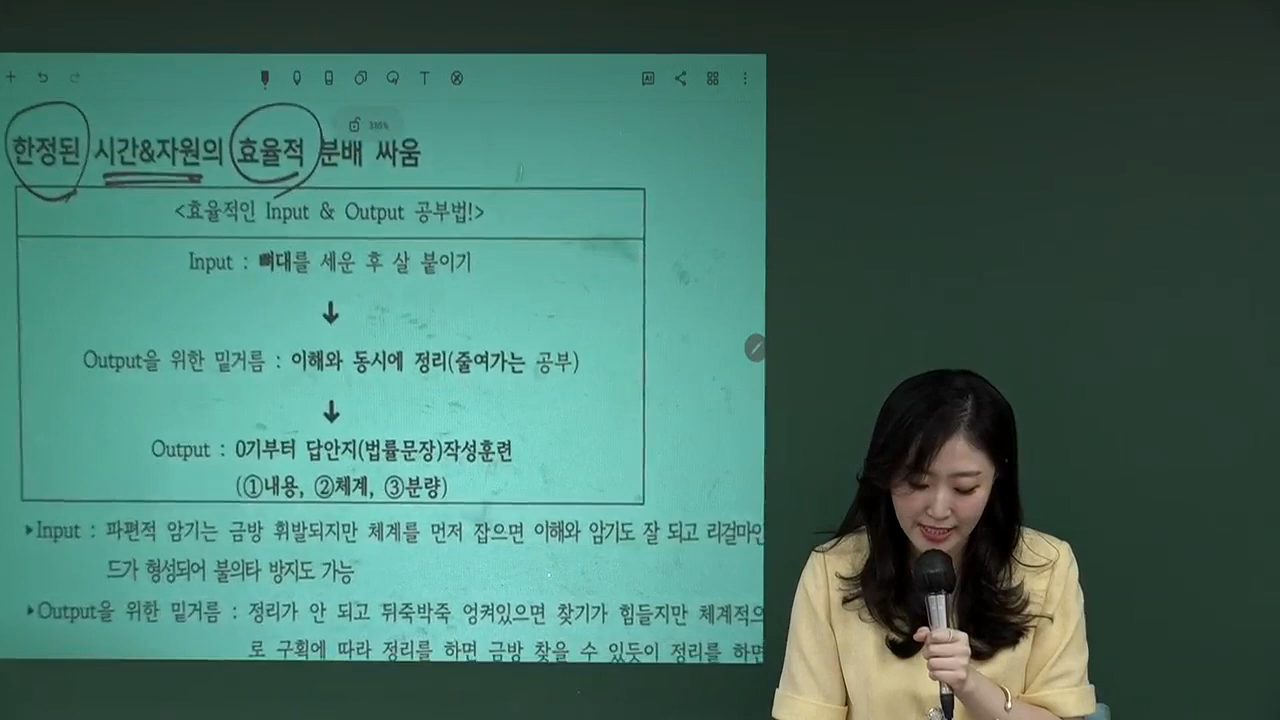 한정된 시간&자원의 효율적 분배 싸움
<효율적인 Input & Output 공부법!>
Input : 뼈대를 세운 후 살 붙이기
Output을 위한 밑거름 : 이해와 동시에 정리(줄여가는 공부)
Output : 0기부터 답안지(법률문장)작성훈련
(①내용, ②체계, ③분량)
▸Input : 파편적 암기는 금방 휘발되지만 체계를 먼저 잡으면 이해와 암기도 잘 되고 리걸마인
드가 형성되어 불의타 방지도 가능
▸Output을 위한 밑거름 : 정리가 안 되고 뒤죽박죽 엉켜있으면 찾기가 힘들지만 체계적으
로 구획에 따라 정리를 하면 금방 찾을 수 있듯이 정리를 하면